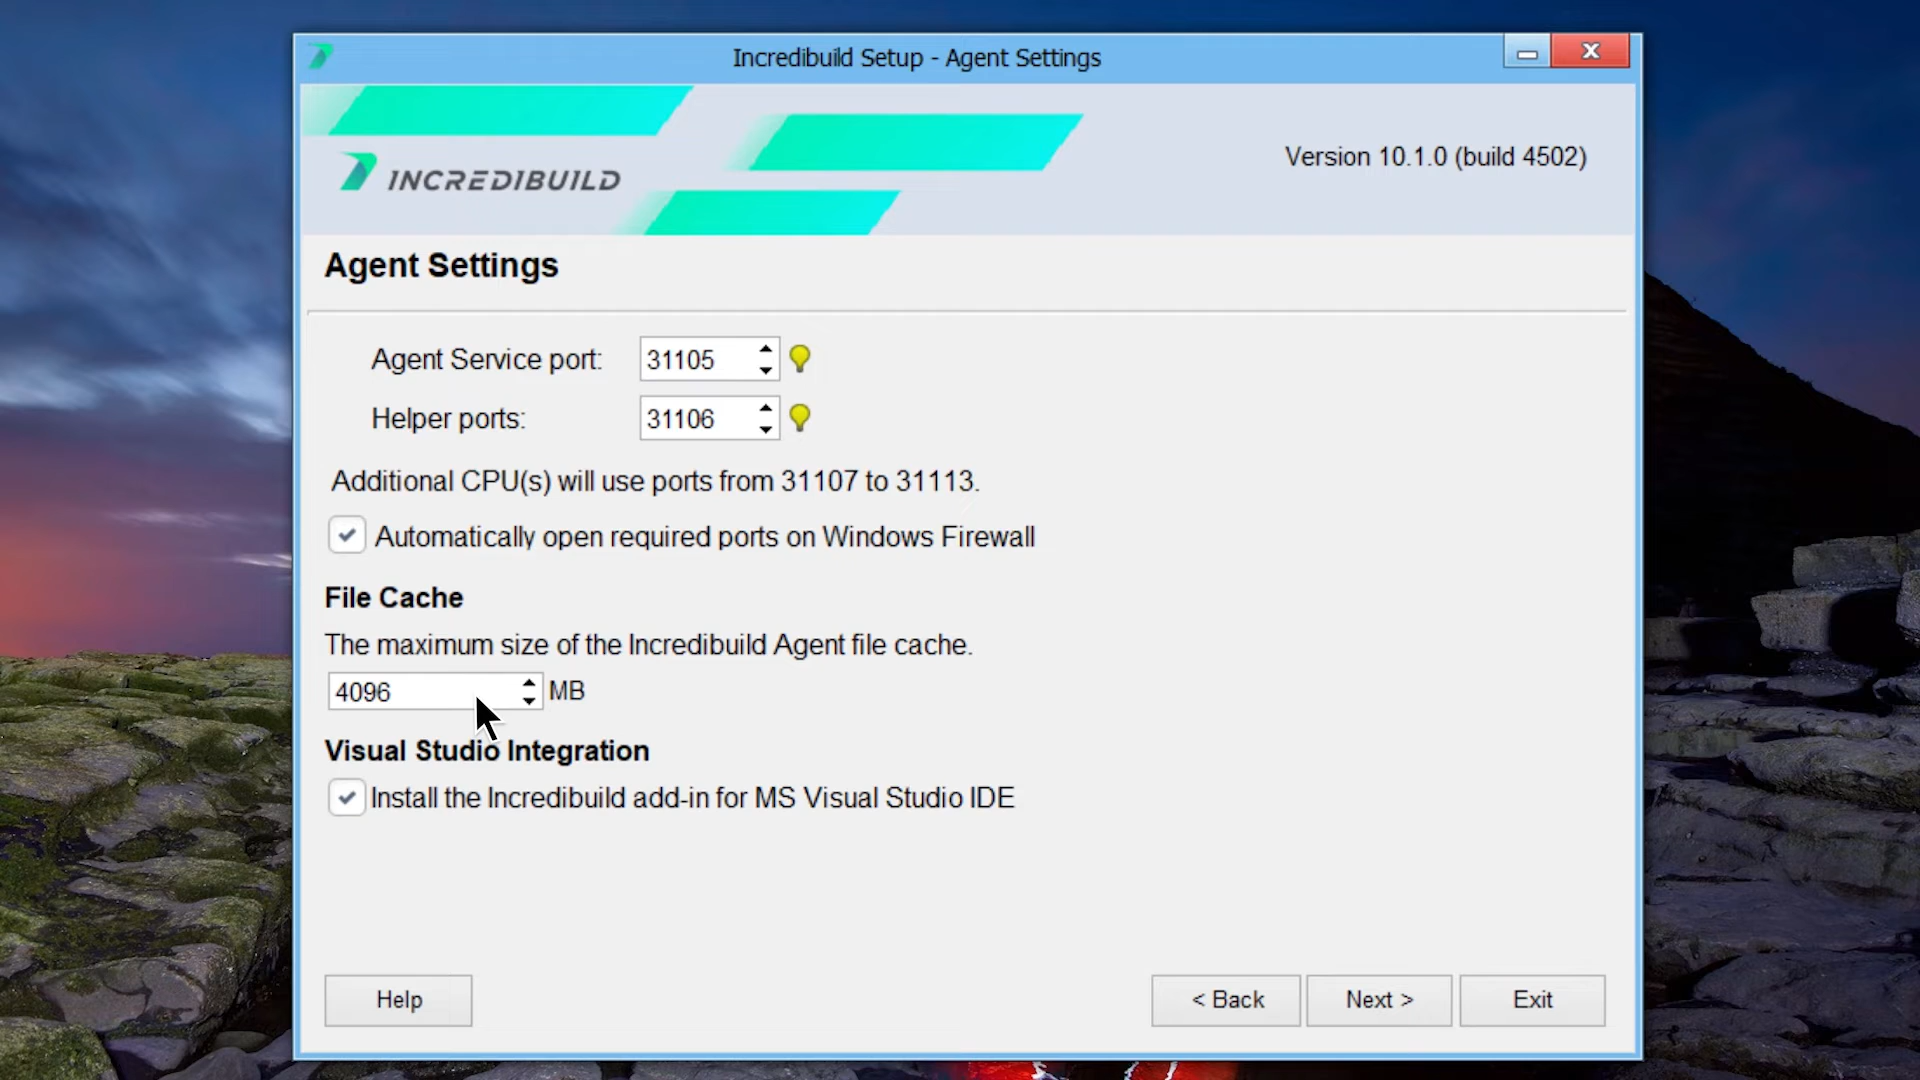 Incredibuild Setup - Agent Settings
INCREDIBUILD
Version 10.1.0 (build 4502)
Agent Settings
Agent Service port: 31105
Helper ports: 31106
Additional CPU(s) will use ports from 31107 to 31113.
Automatically open required ports on Windows Firewall
File Cache
The maximum size of the Incredibuild Agent file cache.
4096 MB
Visual Studio Integration
Install the Incredibuild add-in for MS Visual Studio IDE
Help
< Back
Next >
Exit